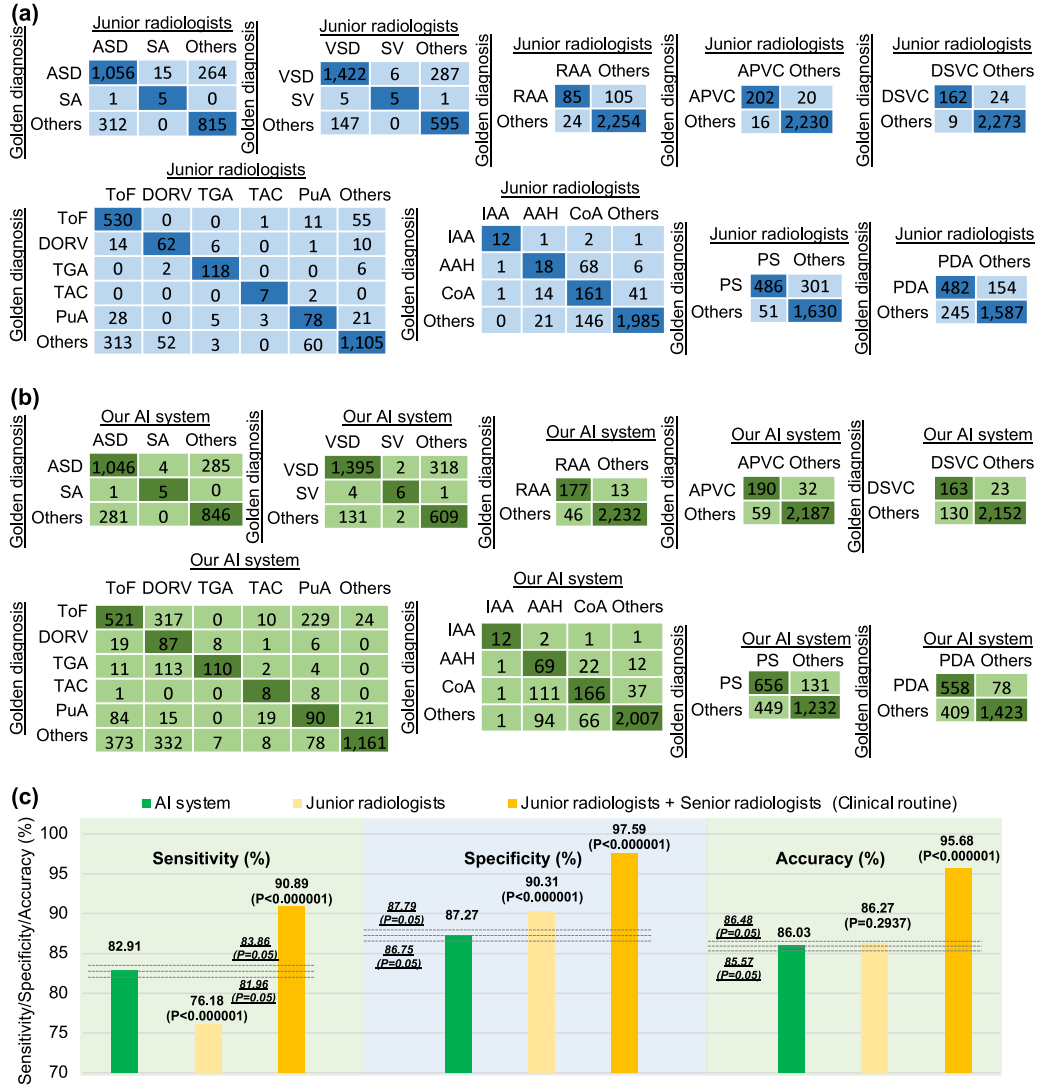 (a)
Junior radiologists
ASD SA Others
Golden diagnosis
ASD 1,056 15 264
SA 1 5 0
Others 312 0 815
Junior radiologists
VSD SV Others
Golden diagnosis
VSD 1,422 6 287
SV 5 5 1
Others 147 0 595
Junior radiologists
RAA Others
Golden diagnosis
RAA 85 105
Others 24 2,254
Junior radiologists
APVC Others
Golden diagnosis
APVC 202 20
Others 16 2,230
Junior radiologists
DSVC Others
Golden diagnosis
DSVC 162 24
Others 9 2,273
Junior radiologists
ToF DORV TGA TAC PuA Others
Golden diagnosis
ToF 530 0 0 1 11 55
DORV 14 62 6 0 1 10
TGA 0 2 118 0 0 6
TAC 0 0 0 7 2 0
PuA 28 0 5 3 78 21
Others 313 52 3 0 60 1,105
Junior radiologists
IAA AAH CoA Others
Golden diagnosis
IAA 12 1 2 1
AAH 1 18 68 6
CoA 1 14 161 41
Others 0 21 146 1,985
Junior radiologists
PS Others
Golden diagnosis
PS 486 301
Others 51 1,630
Junior radiologists
PDA Others
Golden diagnosis
PDA 482 154
Others 245 1,587
(b)
Our AI system
ASD SA Others
Golden diagnosis
ASD 1,046 4 285
SA 1 5 0
Others 281 0 846
Our AI system
VSD SV Others
Golden diagnosis
VSD 1,395 2 318
SV 4 6 1
Others 131 2 609
Our AI system
RAA Others
Golden diagnosis
RAA 177 13
Others 46 2,232
Our AI system
APVC Others
Golden diagnosis
APVC 190 32
Others 59 2,187
Our AI system
DSVC Others
Golden diagnosis
DSVC 163 23
Others 130 2,152
Our AI system
ToF DORV TGA TAC PuA Others
Golden diagnosis
ToF 521 317 0 10 229 24
DORV 19 87 8 1 6 0
TGA 11 113 110 2 4 0
TAC 1 0 0 8 8 0
PuA 84 15 0 19 90 21
Others 373 332 7 8 78 1,161
Our AI system
IAA AAH CoA Others
Golden diagnosis
IAA 12 2 1 1
AAH 1 69 22 12
CoA 1 111 166 37
Others 1 94 66 2,007
Our AI system
PS Others
Golden diagnosis
PS 656 131
Others 449 1,232
Our AI system
PDA Others
Golden diagnosis
PDA 558 78
Others 409 1,423
(c)
AI system Junior radiologists Junior radiologists + Senior radiologists (Clinical routine)
Sensitivity/Specificity/Accuracy (%)
100
95
90
85
80
75
70
Sensitivity (%)
82.91
76.18
(P<0.000001)
90.89
(P<0.000001)
83.86
(P=0.05)
81.96
(P=0.05)
Specificity (%)
87.79
(P=0.05)
86.75
(P=0.05)
87.27
90.31
(P<0.000001)
97.59
(P<0.000001)
Accuracy (%)
86.48
(P=0.05)
85.57
(P=0.05)
86.03
86.27
(P=0.2937)
95.68
(P<0.000001)